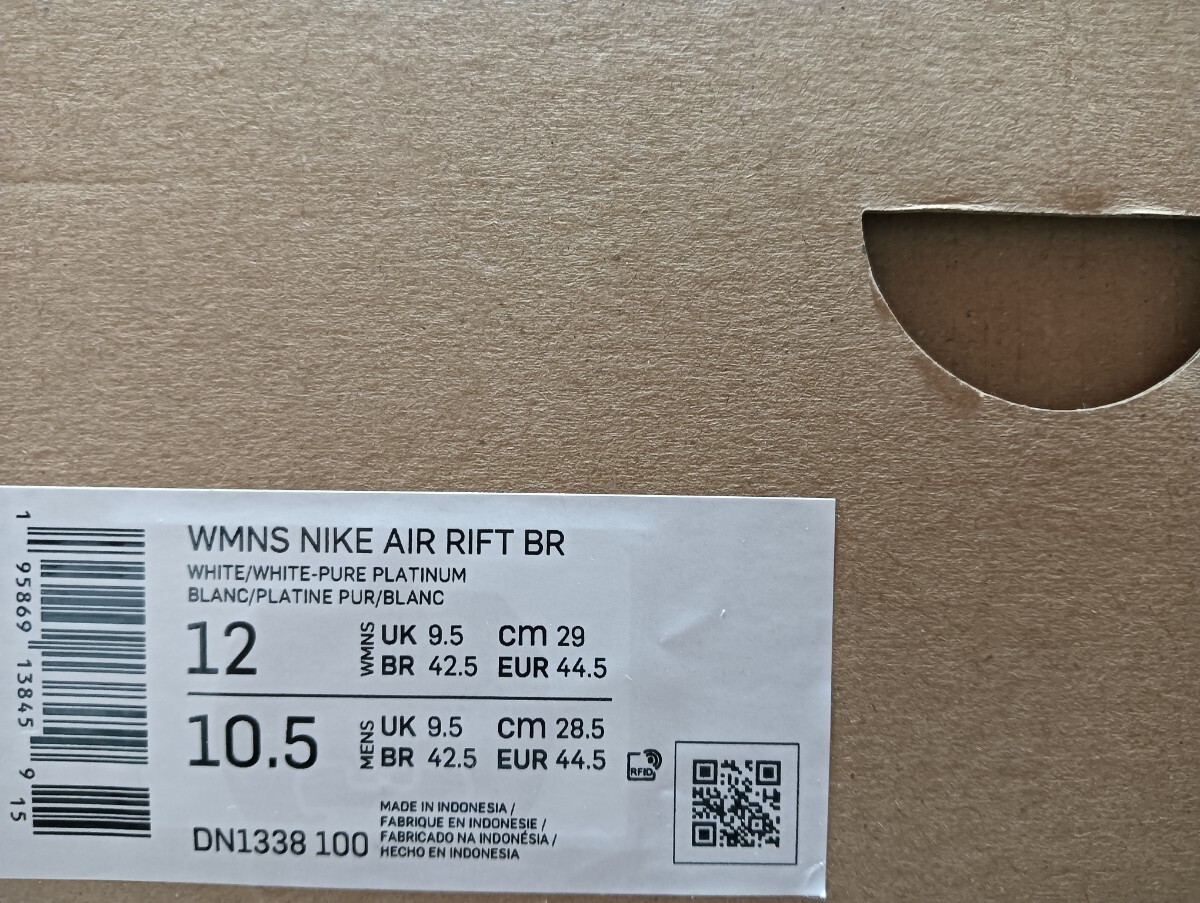 WMNS NIKE AIR RIFT BR
WHITE/WHITE-PURE PLATINUM
BLANC/PLATINE PUR/BLANC
12 WMNS UK 9.5 cm 29
BR 42.5 EUR 44.5
10.5 MENS UK 9.5 cm 28.5
BR 42.5 EUR 44.5
RFID
DN1338 100
MADE IN INDONESIA /
FABRIQUE EN INDONESIE /
FABRICADO NA INDONÉSIA /
HECHO EN INDONESIA
1 95869 13845 9 15